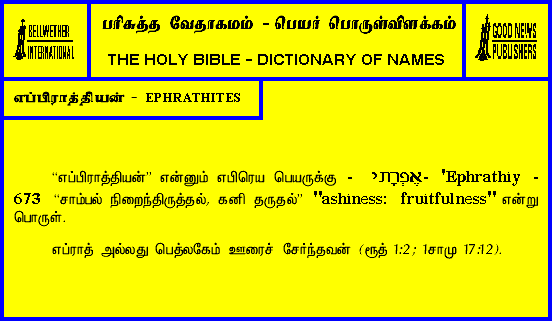 BELLWETHER
INTERNATIONAL
பரிசுத்த வேதாகமம் - பெயர் பொருள்விளக்கம்
THE HOLY BIBLE - DICTIONARY OF NAMES
GOOD NEWS
PUBLISHERS
எப்பிராத்தியன் - EPHRATHITES
“எப்பிராத்தியன்” என்னும் எபிரெய பெயருக்கு - אֶפְרָתִי - 'Ephrathiy -
673 “சாம்பல் நிறைந்திருத்தல், கனி தருதல்” "ashiness: fruitfulness" என்று
பொருள்.
எப்ராத் அல்லது பெத்லகேம் ஊரைச் சேர்ந்தவன் (ரூத் 1:2; 1சாமு 17:12).